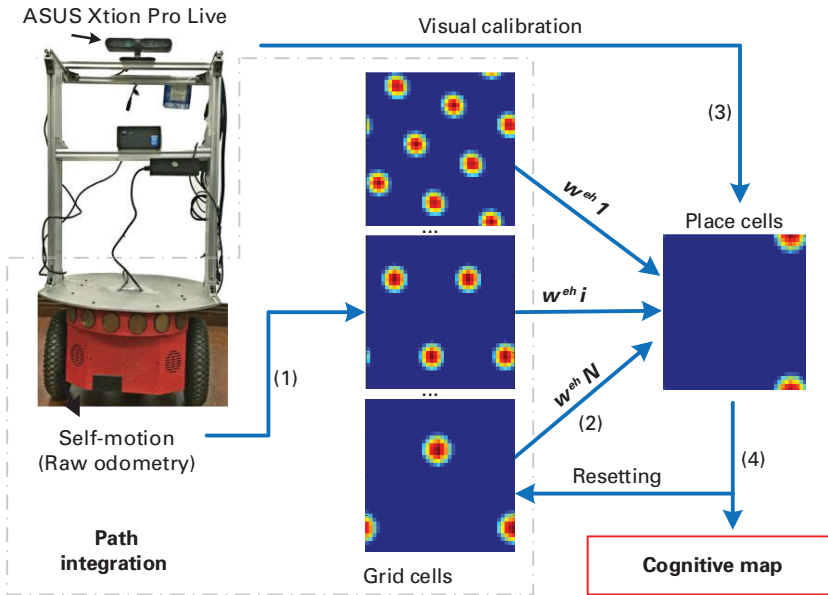 ASUS Xtion Pro Live
Visual calibration
(3)
w^eh 1
Place cells
...
w^eh i
(1)
...
w^eh N
(2)
Self-motion
(Raw odometry)
(4)
Resetting
Path
integration
Cognitive map
Grid cells